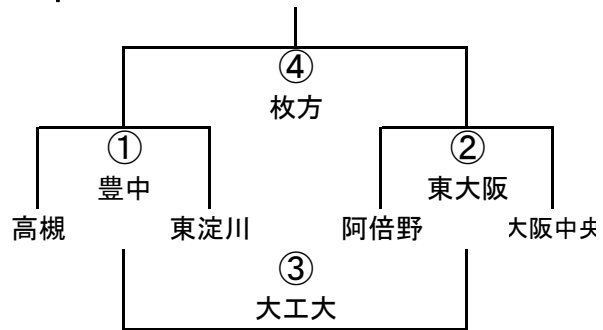 ④
枚方
①
②
豊中
東大阪
高槻
東淀川
阿倍野
大阪中央
③
大工大